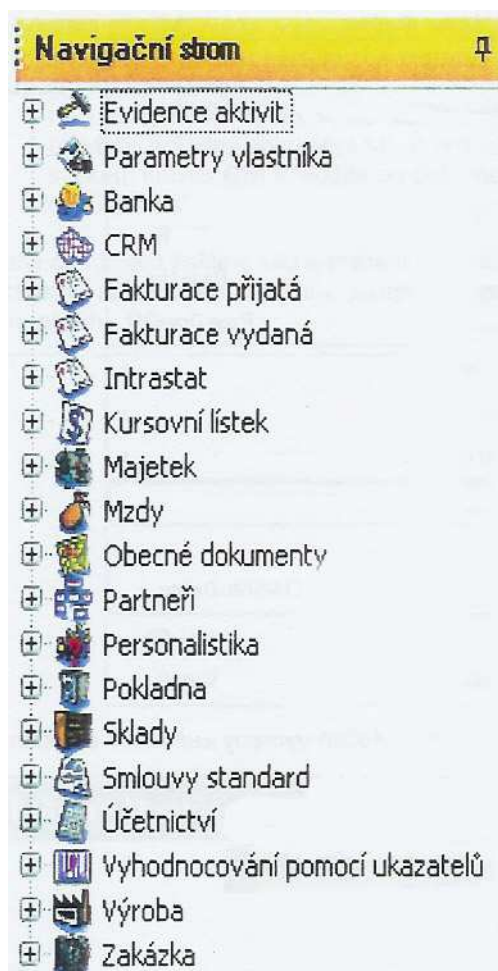 Navigační strom
Evidence aktivit
Parametry vlastníka
Banka
CRM
Fakturace přijatá
Fakturace vydaná
Intrastat
Kursovní lístek
Majetek
Mzdy
Obecné dokumenty
Partneři
Personalistika
Pokladna
Sklady
Smlouvy standard
Účetnictví
Vyhodnocování pomocí ukazatelů
Výroba
Zakázka